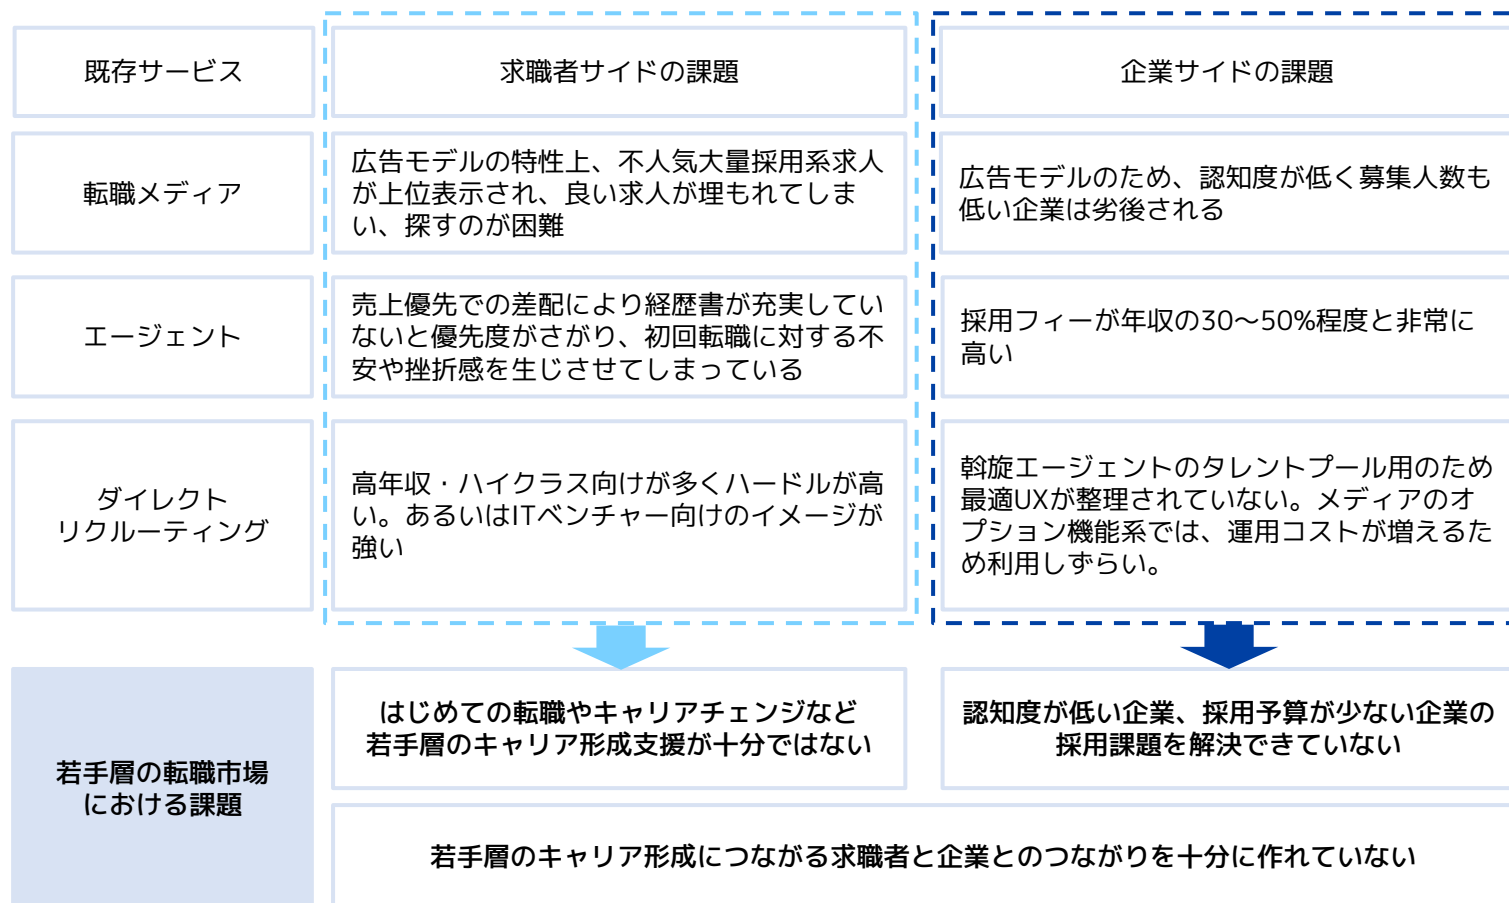 既存サービス
求職者サイドの課題
企業サイドの課題
転職メディア
広告モデルの特性上、不人気大量採用系求人
が上位表示され、良い求人が埋もれてしま
い、探すのが困難
広告モデルのため、認知度が低く募集人数も
低い企業は劣後される
エージェント
売上優先での差配により経歴書が充実してい
ないと優先度がさがり、初回転職に対する不
安や挫折感を生じさせてしまっている
採用フィーが年収の30～50%程度と非常に
高い
ダイレクト
リクルーティング
高年収・ハイクラス向けが多くハードルが高
い。あるいはITベンチャー向けのイメージが
強い
斡旋エージェントのタレントプール用のため
最適UXが整理されていない。メディアのオ
プション機能系では、運用コストが増えるた
め利用しずらい。
若手層の転職市場
における課題
はじめての転職やキャリアチェンジなど
若手層のキャリア形成支援が十分ではない
認知度が低い企業、採用予算が少ない企業の
採用課題を解決できていない
若手層のキャリア形成につながる求職者と企業とのつながりを十分に作れていない